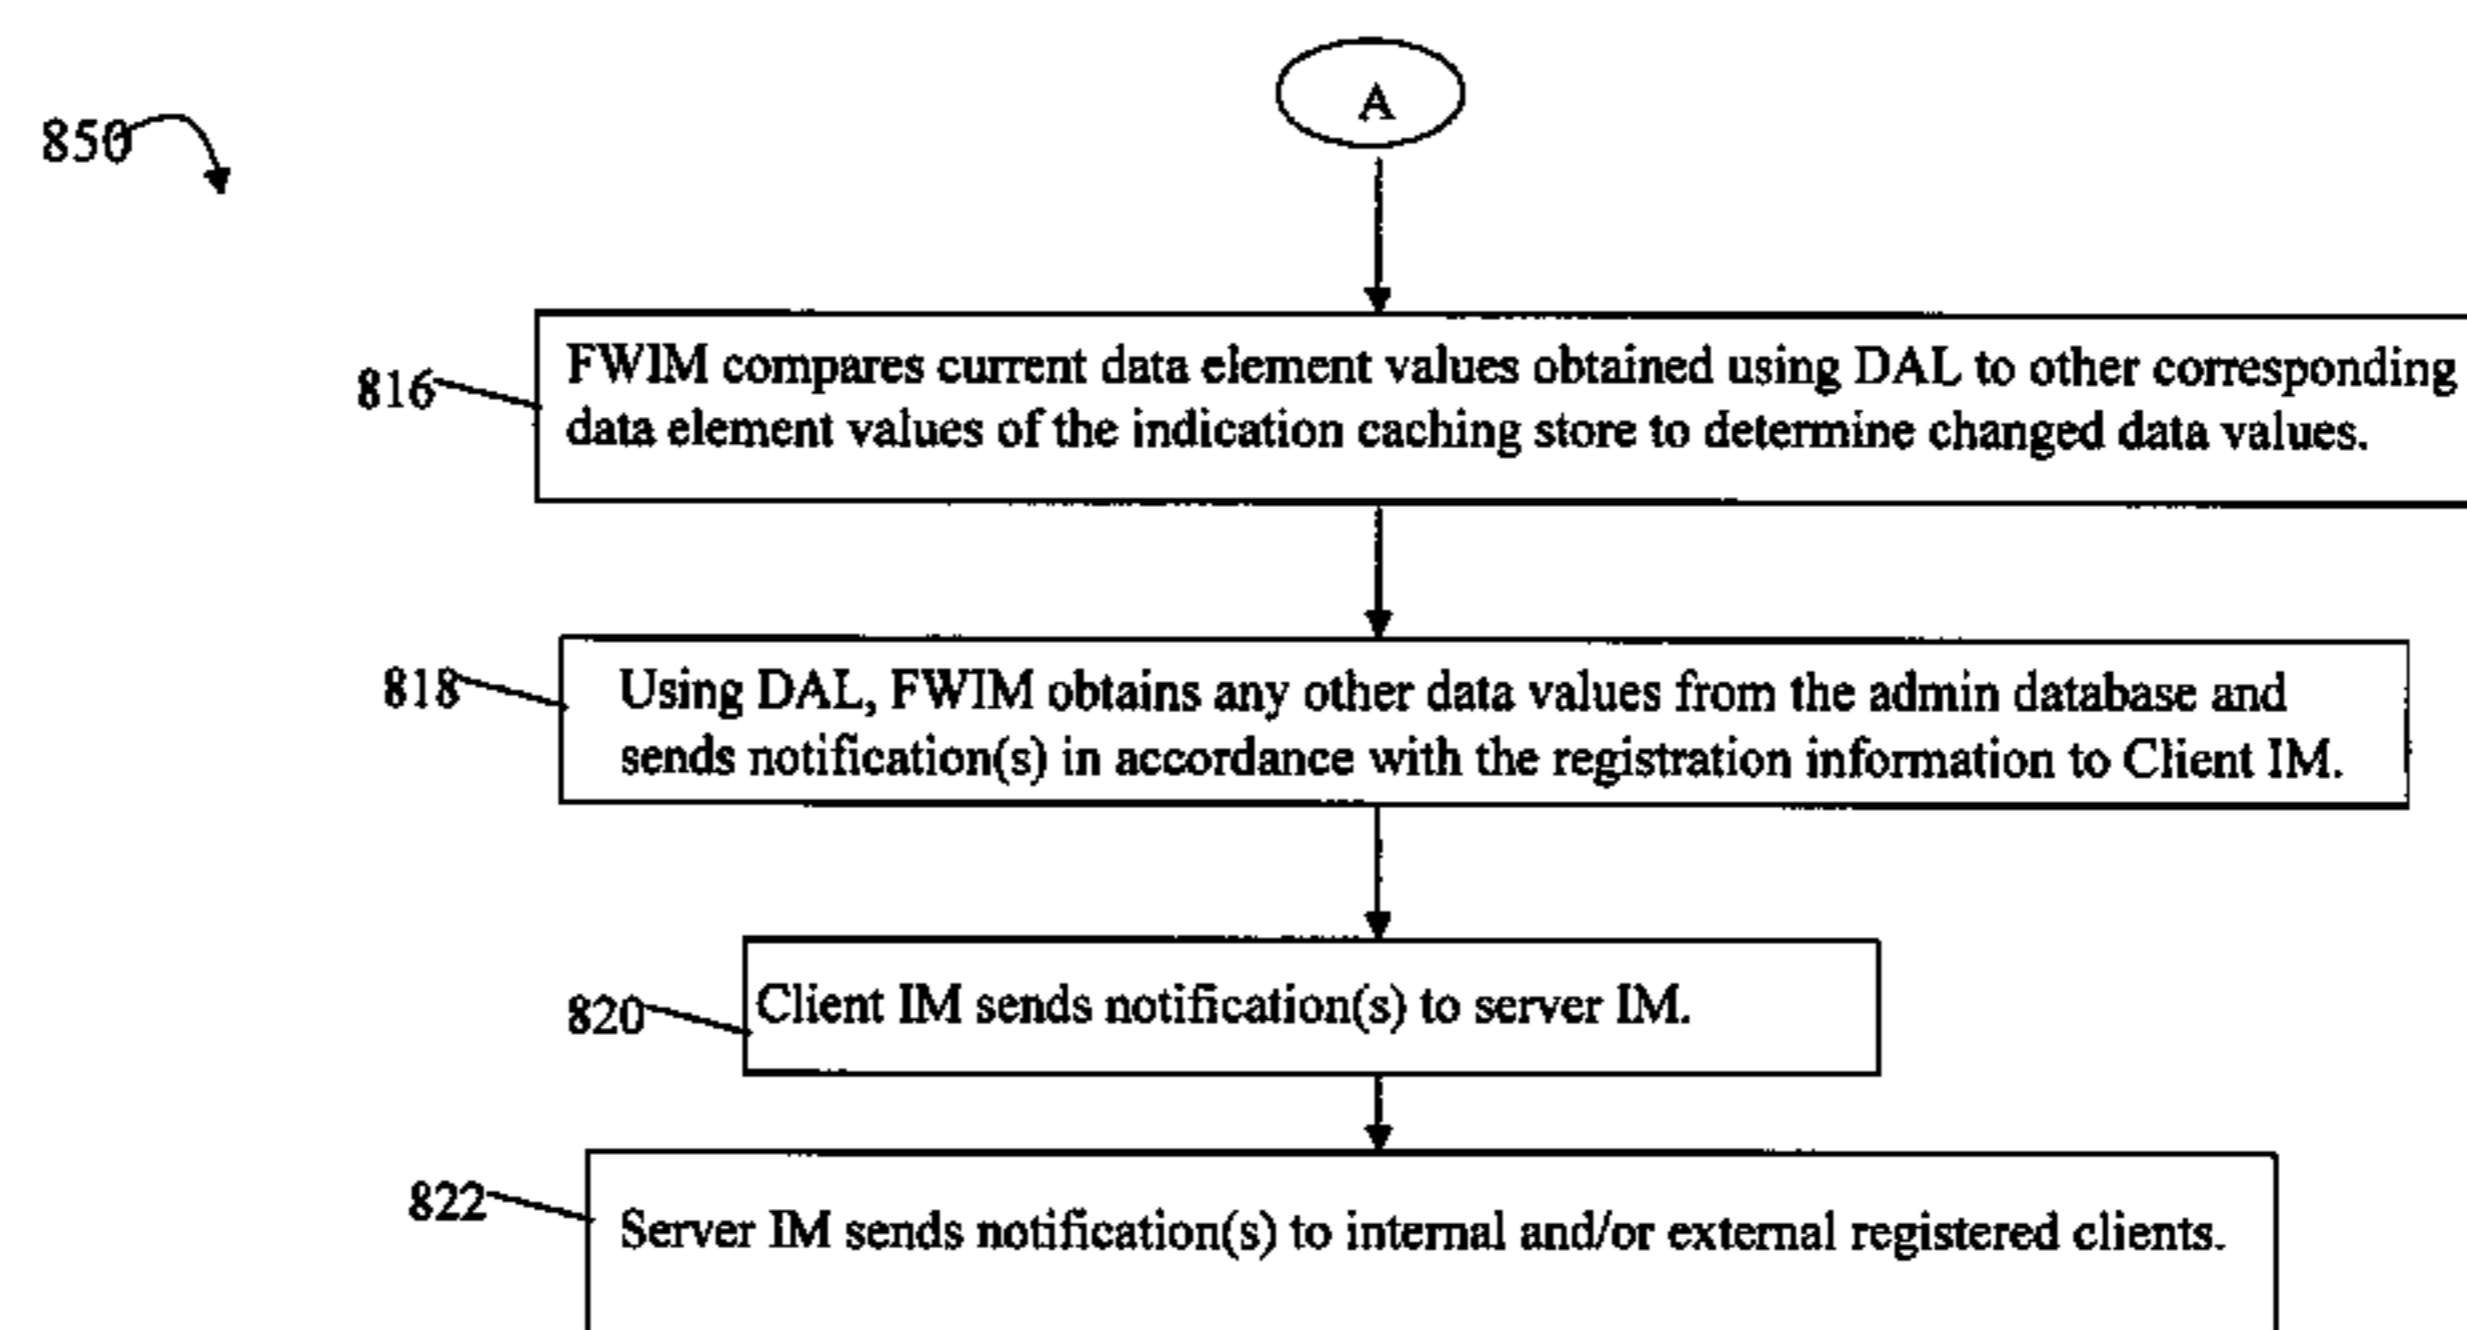 A
850
816
FWIM compares current data element values obtained using DAL to other corresponding
data element values of the indication caching store to determine changed data values.
818
Using DAL, FWIM obtains any other data values from the admin database and
sends notification(s) in accordance with the registration information to Client IM.
820
Client IM sends notification(s) to server IM.
822
Server IM sends notification(s) to internal and/or external registered clients.